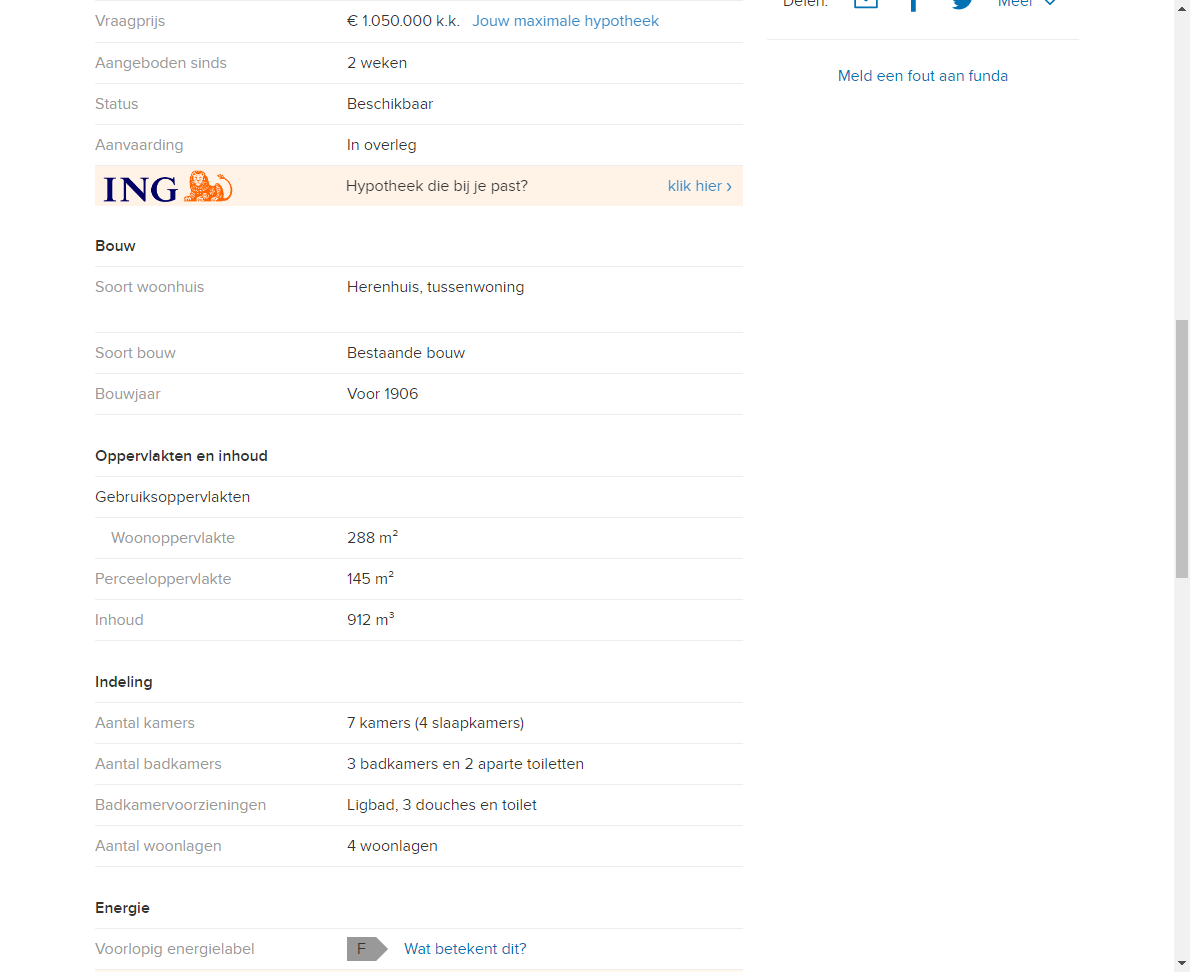 Vraagprijs € 1.050.000 k.k. Jouw maximale hypotheek
Aangeboden sinds 2 weken
Status Beschikbaar
Aanvaarding In overleg
ING Hypotheek die bij je past? klik hier ›
Bouw
Soort woonhuis Herenhuis, tussenwoning
Soort bouw Bestaande bouw
Bouwjaar Voor 1906
Oppervlakten en inhoud
Gebruiksoppervlakten
Woonoppervlakte 288 m²
Perceeloppervlakte 145 m²
Inhoud 912 m³
Indeling
Aantal kamers 7 kamers (4 slaapkamers)
Aantal badkamers 3 badkamers en 2 aparte toiletten
Badkamervoorzieningen Ligbad, 3 douches en toilet
Aantal woonlagen 4 woonlagen
Energie
Voorlopig energielabel F Wat betekent dit?
Delen: Meer
Meld een fout aan funda